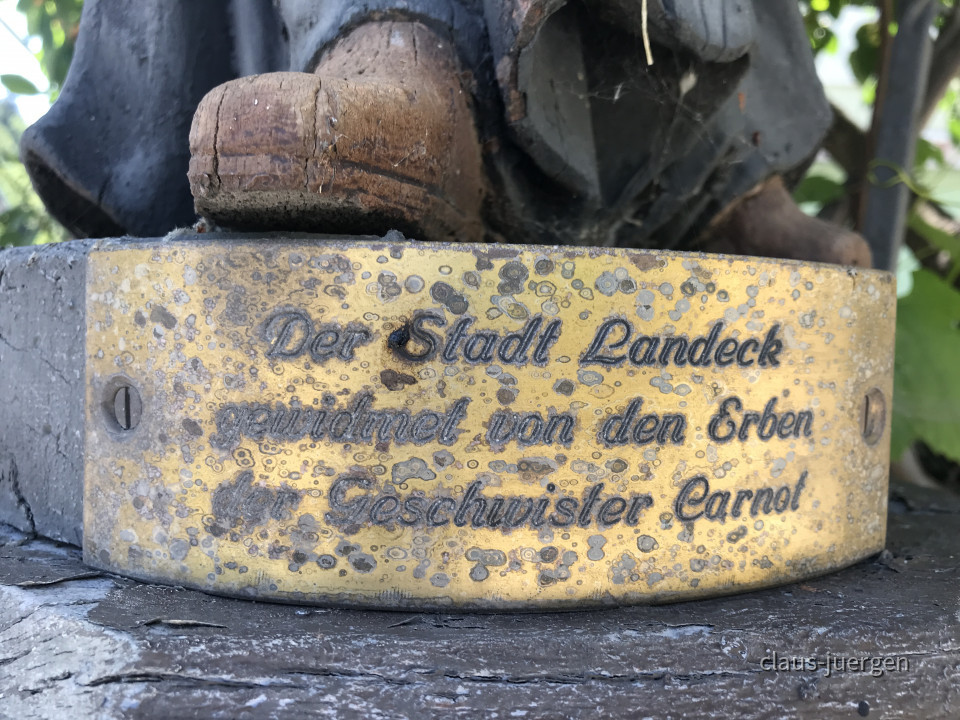 Der Stadt Landeck
gewidmet von den Erben
der Geschwister Carnot
claus-juergen